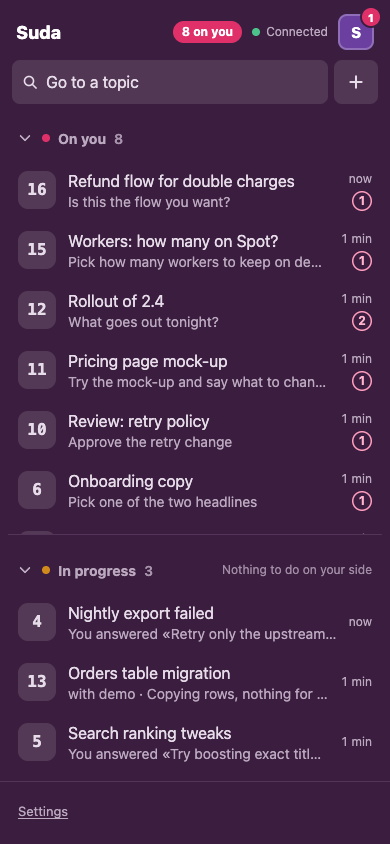 Suda
8 on you
Connected
S
1
Go to a topic
+
On you 8
16
Refund flow for double charges
now
Is this the flow you want?
1
15
Workers: how many on Spot?
1 min
Pick how many workers to keep on de...
1
12
Rollout of 2.4
1 min
What goes out tonight?
2
11
Pricing page mock-up
1 min
Try the mock-up and say what to chan...
1
10
Review: retry policy
1 min
Approve the retry change
1
6
Onboarding copy
1 min
Pick one of the two headlines
1
In progress 3
Nothing to do on your side
4
Nightly export failed
now
You answered «Retry only the upstream...
13
Orders table migration
1 min
with demo · Copying rows, nothing for ...
5
Search ranking tweaks
1 min
You answered «Try boosting exact titl...
Settings